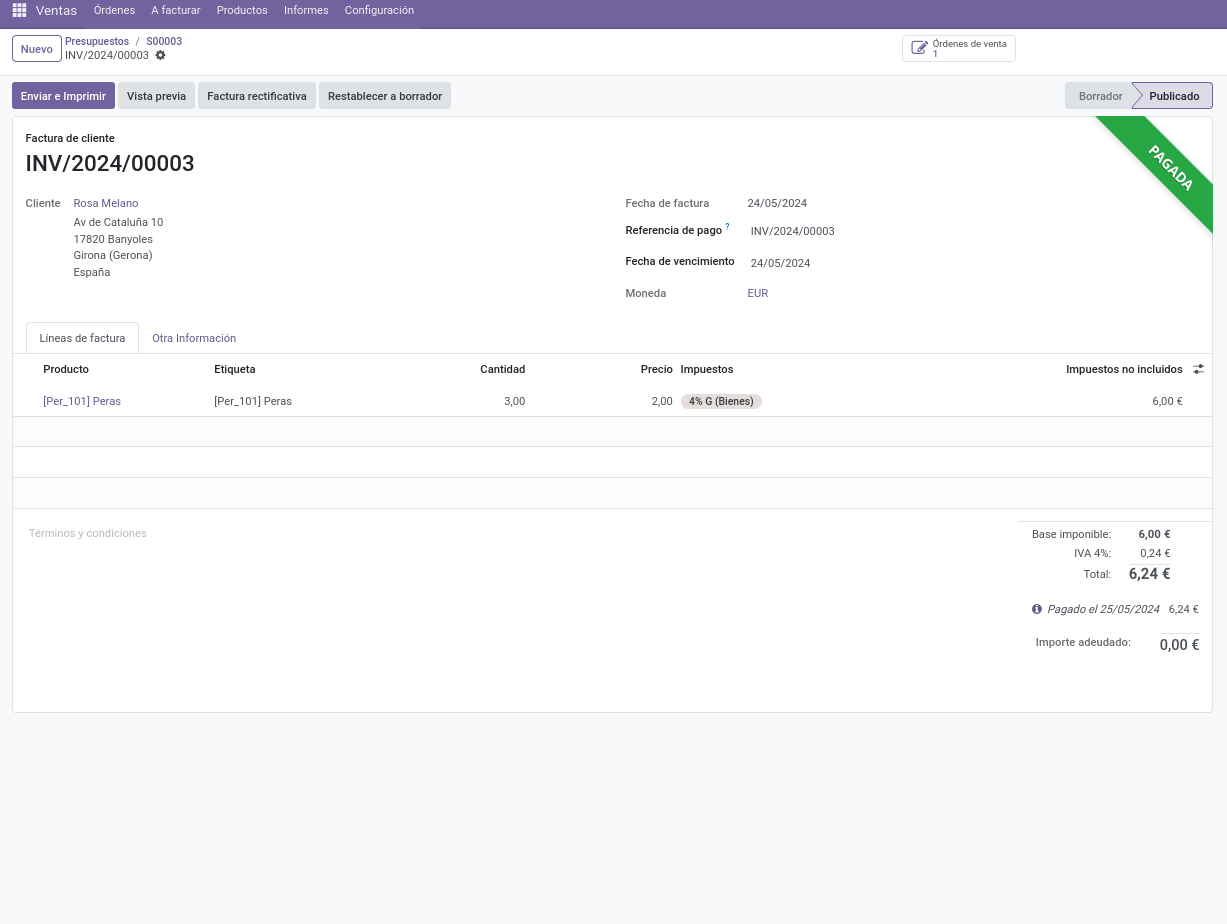 Ventas Órdenes A facturar Productos Informes Configuración
Nuevo
Presupuestos / S00003
INV/2024/00003
Órdenes de venta
1
Enviar e Imprimir Vista previa Factura rectificativa Restablecer a borrador Borrador Publicado
PAGADA
Factura de cliente
INV/2024/00003
Cliente Rosa Melano
Av de Cataluña 10
17820 Banyoles
Girona (Gerona)
España
Fecha de factura 24/05/2024
Referencia de pago ? INV/2024/00003
Fecha de vencimiento 24/05/2024
Moneda EUR
Líneas de factura Otra Información
Producto Etiqueta Cantidad Precio Impuestos Impuestos no incluidos
[Per_101] Peras [Per_101] Peras 3,00 2,00 4% G (Bienes) 6,00 €
Términos y condiciones
Base imponible: 6,00 €
IVA 4%: 0,24 €
Total: 6,24 €
Pagado el 25/05/2024 6,24 €
Importe adeudado: 0,00 €